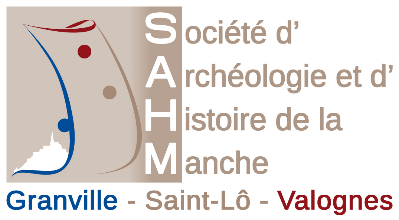 Société d'
Archéologie et d'
Histoire de la
Manche
Granville - Saint-Lô - Valognes